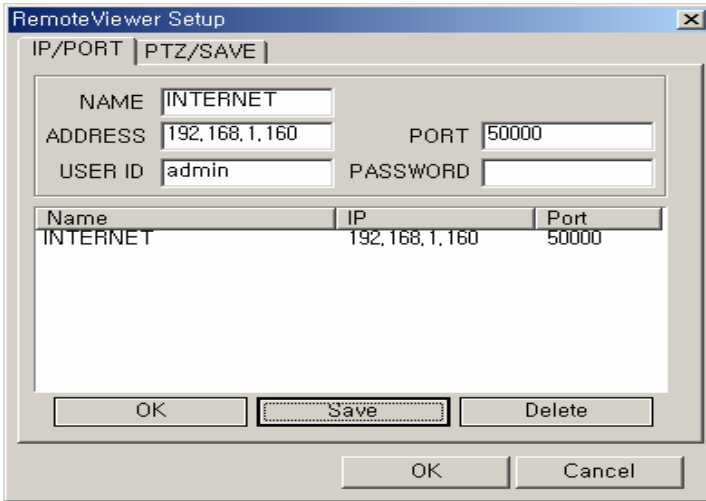 RemoteViewer Setup
IP/PORT PTZ/SAVE
NAME INTERNET
ADDRESS 192,168,1,160 PORT 50000
USER ID admin PASSWORD
Name IP Port
INTERNET 192,168,1,160 50000
OK Save Delete
OK Cancel